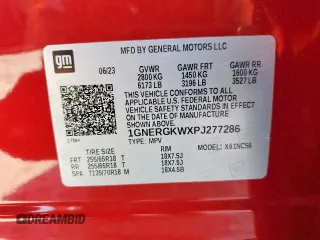 gm
MFD BY GENERAL MOTORS LLC
06/23 GVWR GAWR FRT GAWR RR
2800 KG 1450 KG 1600 KG
6173 LB 3196 LB 3527 LB
THIS VEHICLE CONFORMS TO ALL
APPLICABLE U.S. FEDERAL MOTOR
VEHICLE SAFETY STANDARDS IN EFFECT
ON THE DATE OF MANUFACTURE SHOWN ABOVE.
1GNERGKWXPJ277286
TYPE: MPV MODEL: X61NC56
TIRE SIZE RIM
FRT 255/65R18 T 18X7.5J
RR 255/65R18 T 18X7.5J
SPA T135/70R18 M 18X4.5B
DREAMBID